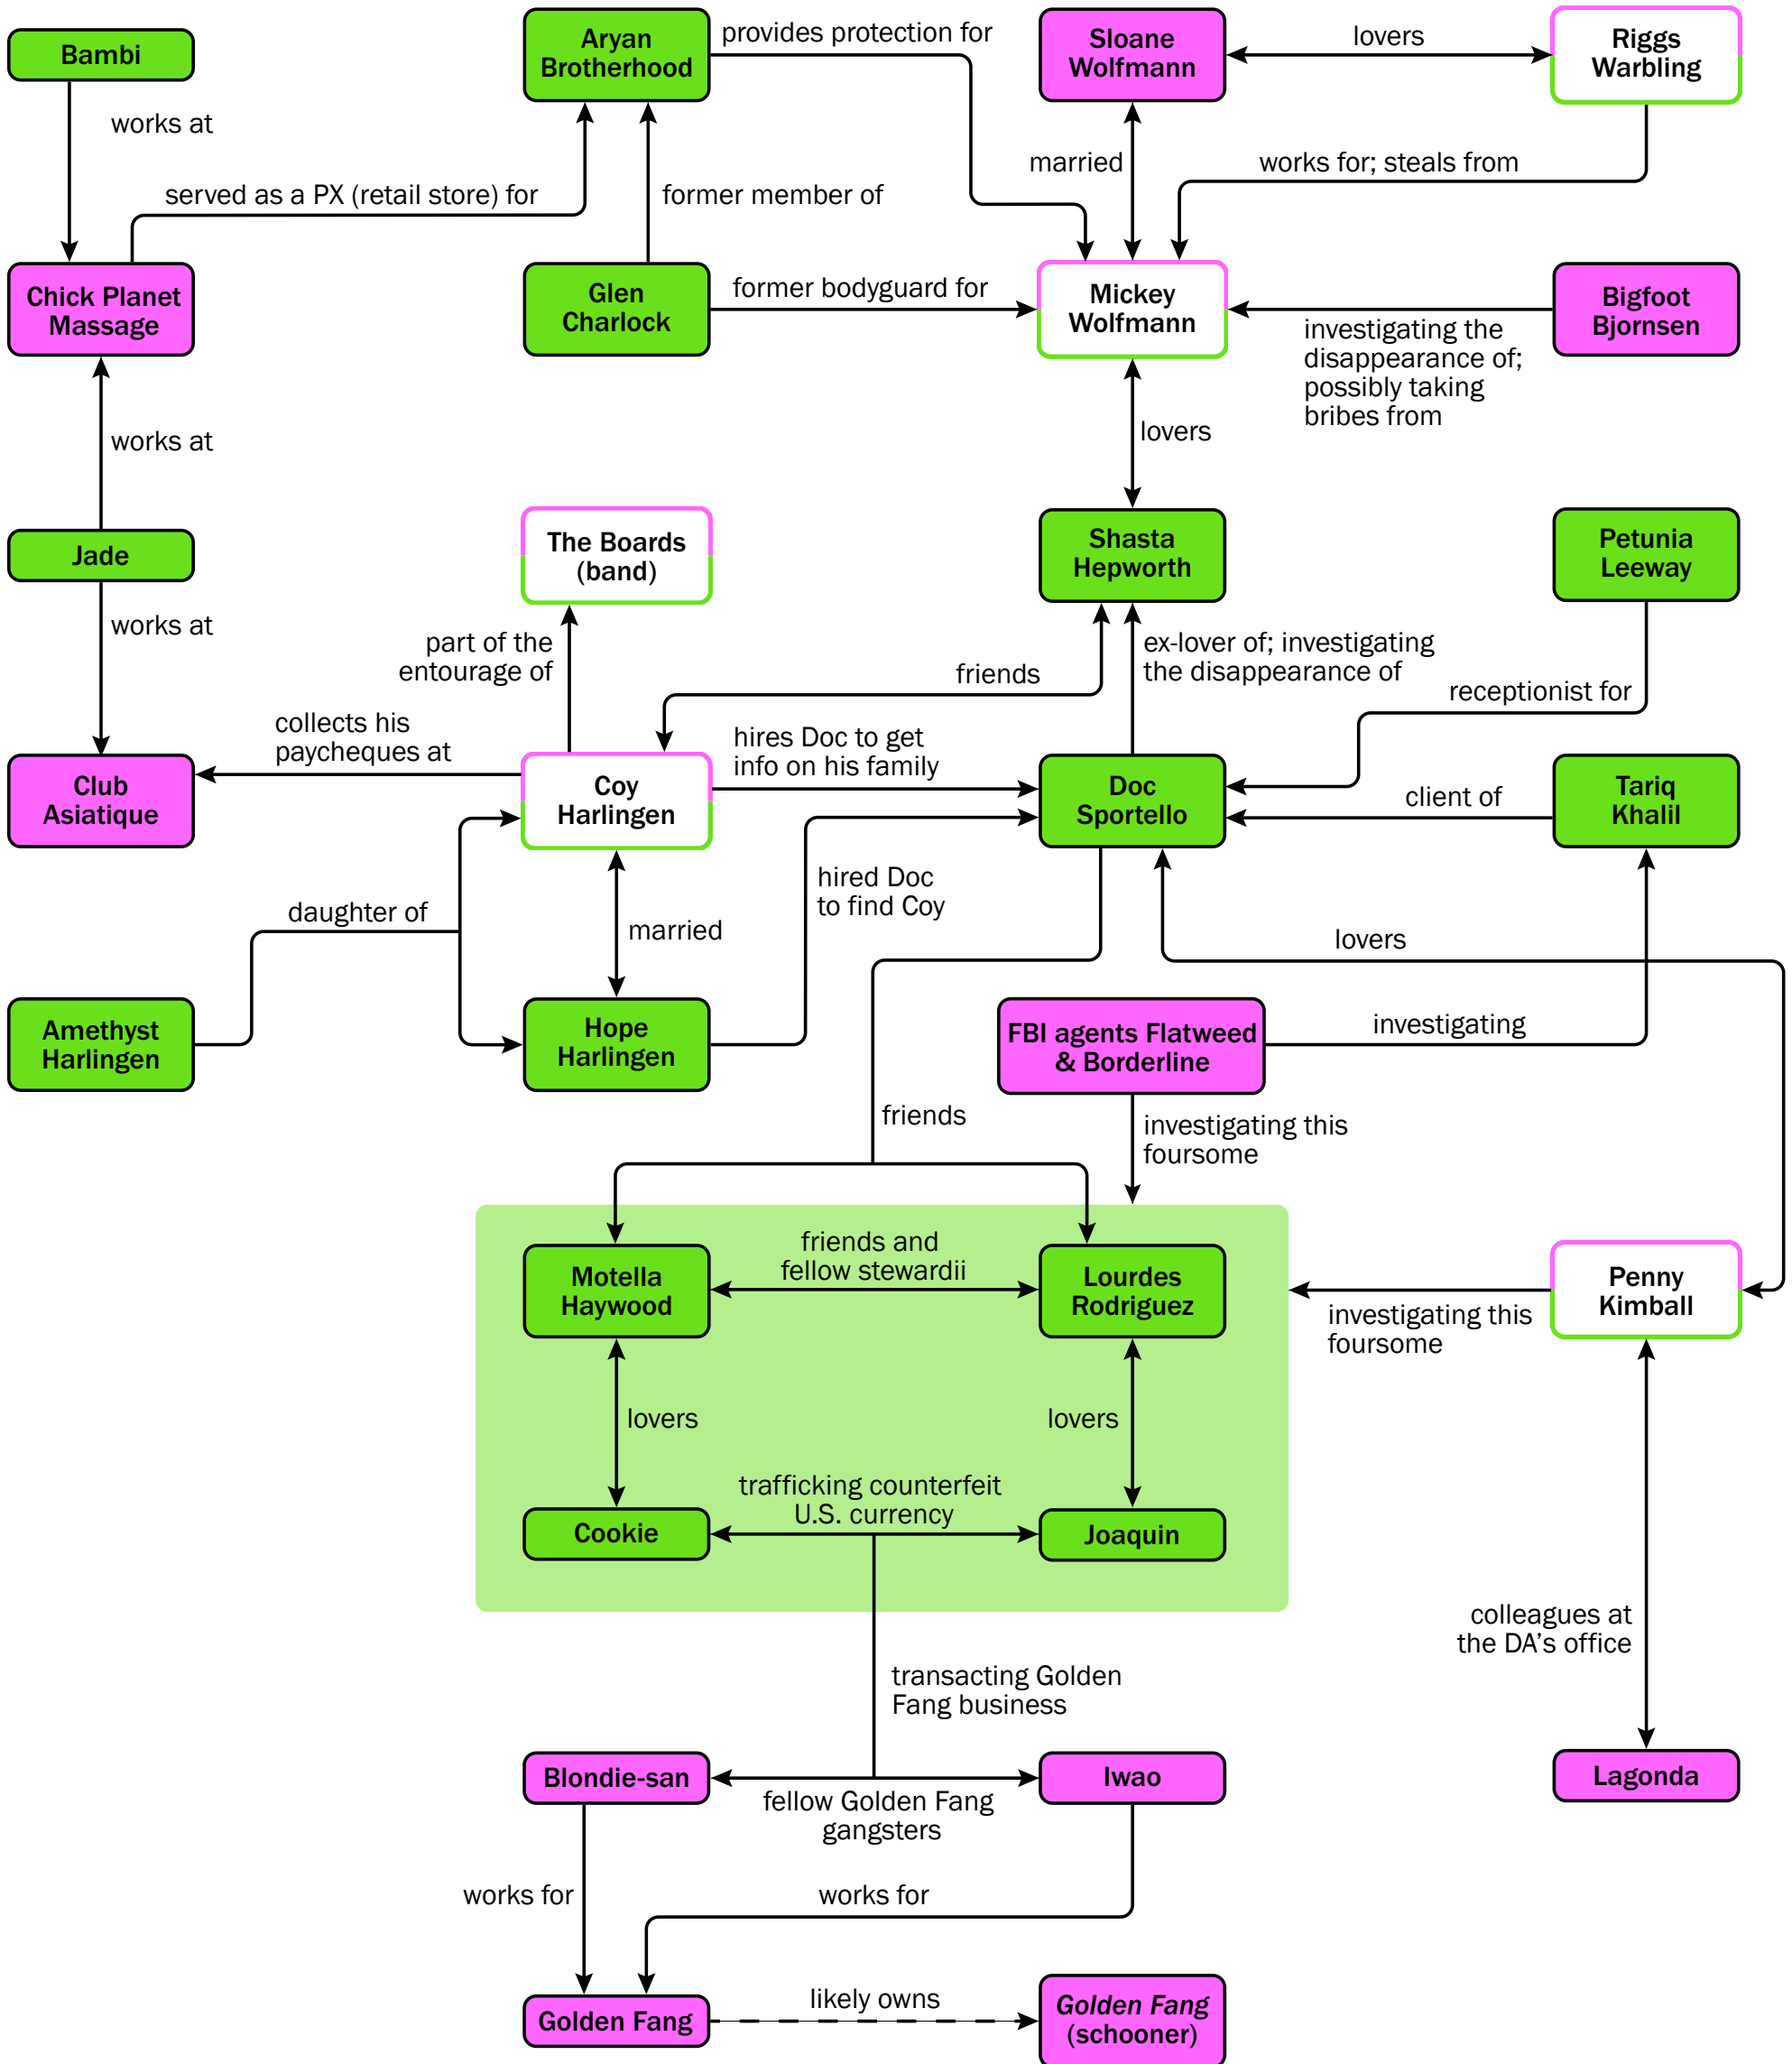 Bambi
Aryan
Brotherhood
provides protection for
Sloane
Wolfmann
lovers
Riggs
Warbling
works at
married
works for; steals from
served as a PX (retail store) for
former member of
Chick Planet
Massage
Glen
Charlock
former bodyguard for
Mickey
Wolfmann
Bigfoot
Bjornsen
investigating the
disappearance of;
possibly taking
bribes from
works at
lovers
Jade
The Boards
(band)
Shasta
Hepworth
Petunia
Leeway
works at
part of the
entourage of
friends
ex-lover of; investigating
the disappearance of
receptionist for
collects his
paycheques at
hires Doc to get
info on his family
Club
Asiatique
Coy
Harlingen
Doc
Sportello
client of
Tariq
Khalil
hired Doc
to find Coy
daughter of
married
lovers
Amethyst
Harlingen
Hope
Harlingen
FBI agents Flatweed
& Borderline
investigating
friends
investigating this
foursome
Motella
Haywood
friends and
fellow stewardii
Lourdes
Rodriguez
Penny
Kimball
investigating this
foursome
lovers
lovers
trafficking counterfeit
U.S. currency
Cookie
Joaquin
colleagues at
the DA’s office
transacting Golden
Fang business
Blondie-san
Iwao
Lagonda
fellow Golden Fang
gangsters
works for
works for
Golden Fang
likely owns
Golden Fang
(schooner)